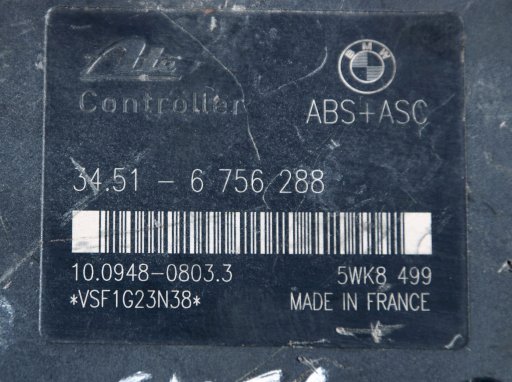 Ate
BMW
Controller
ABS+ASC
34.51 - 6 756 288
10.0948-0803.3
5WK8 499
*VSF1G23N38*
MADE IN FRANCE